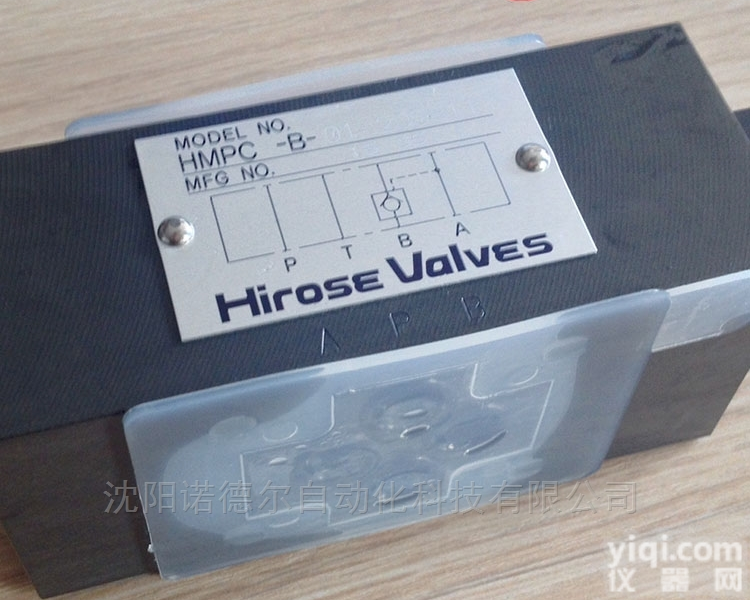 MODEL NO.
HMPC -B-01
MFG NO.
P T B A
Hirose Valves
A P B
沈阳诺德尔自动化科技有限公司
yiqi.com
仪器网